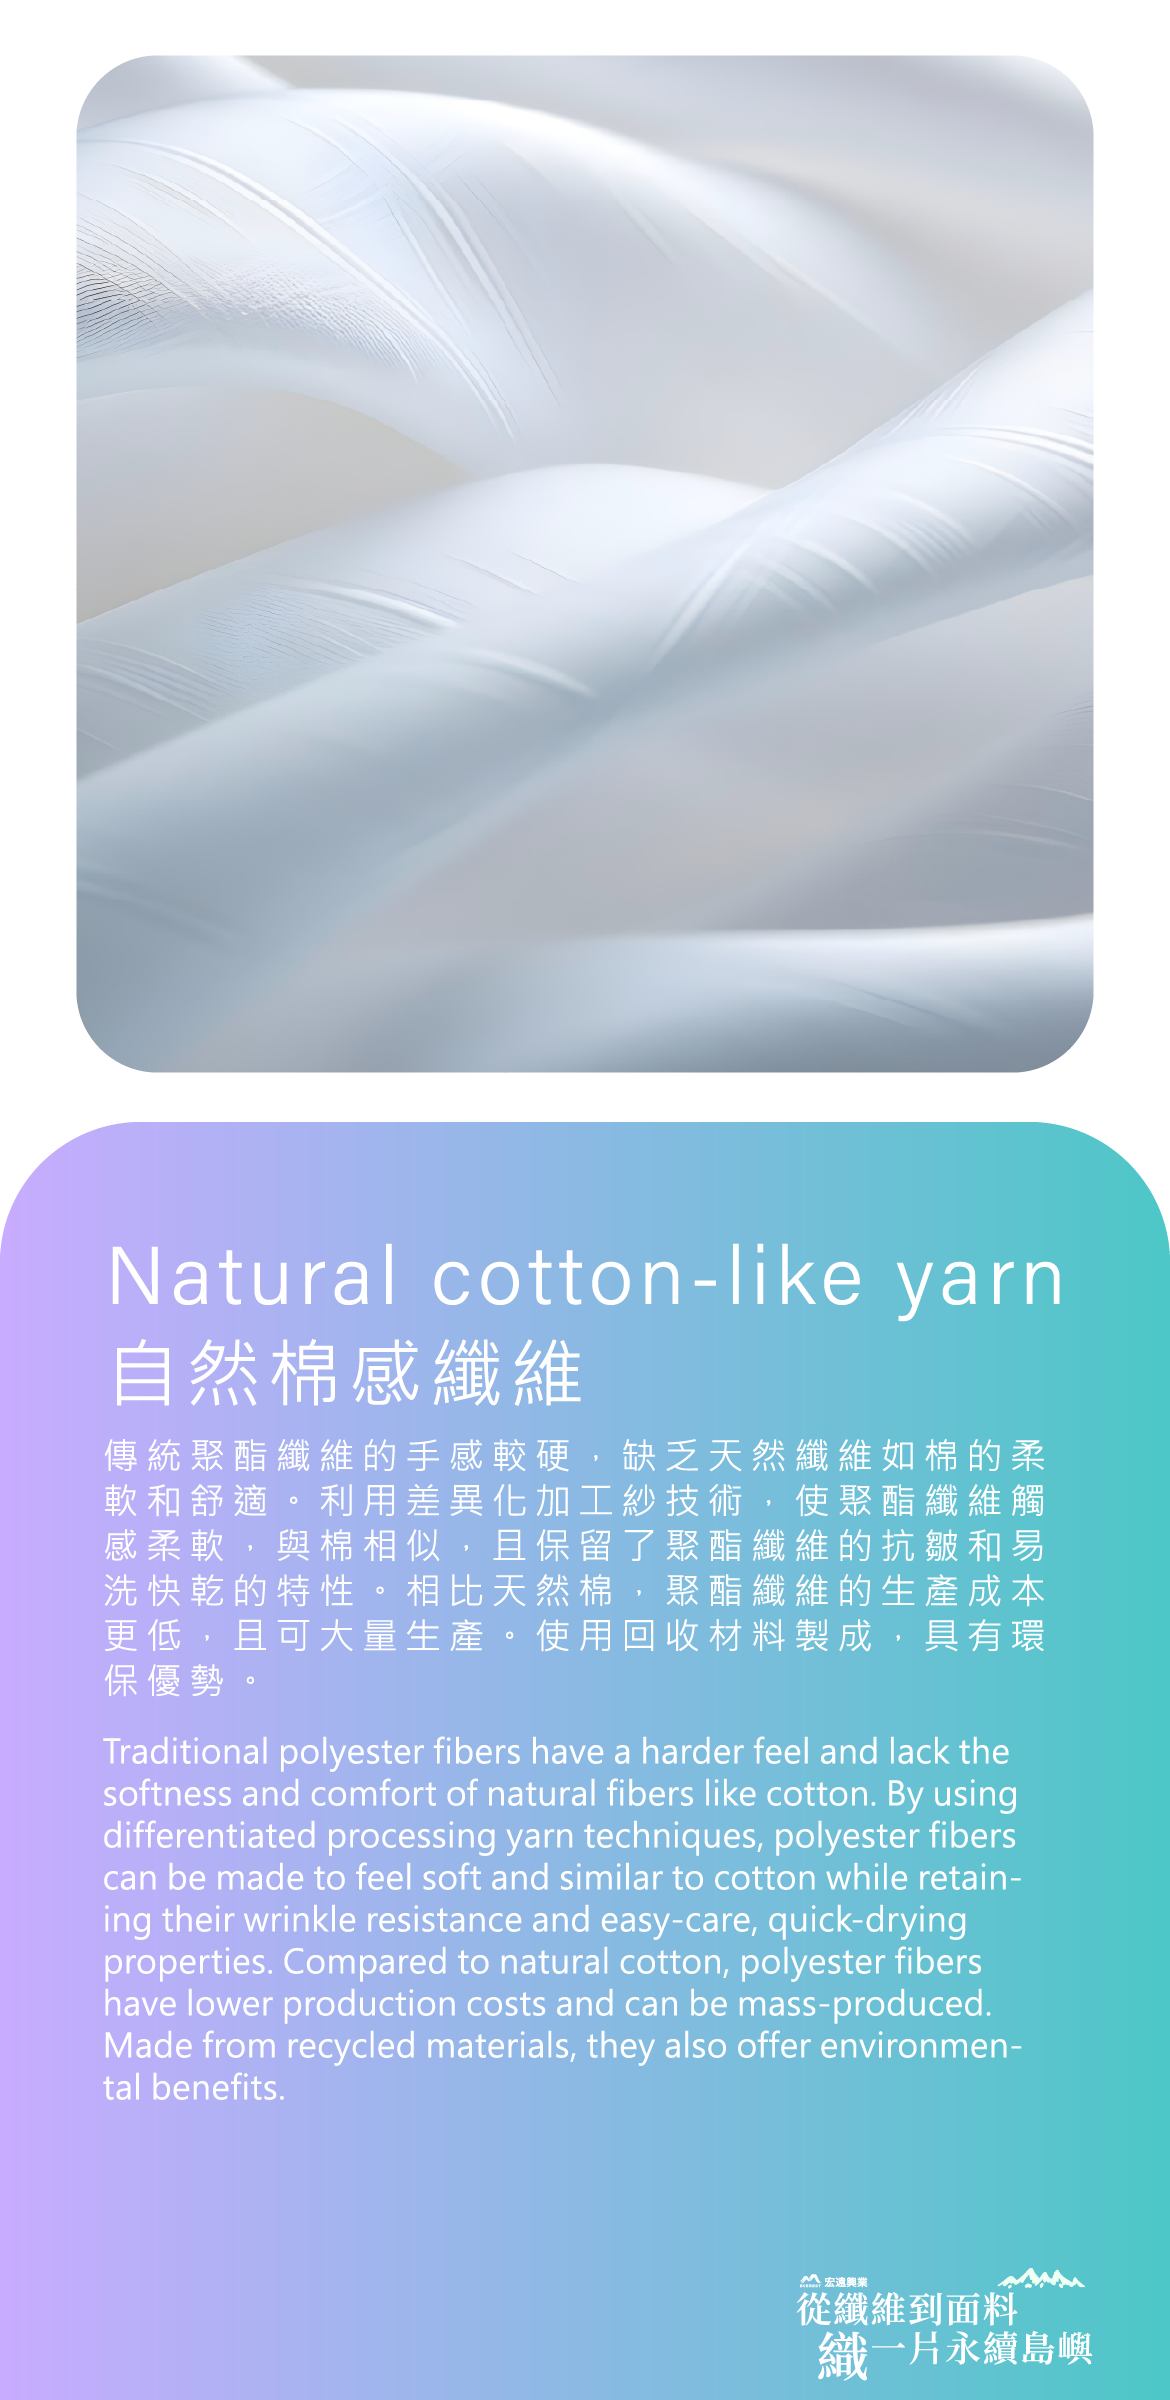 Natural cotton-like yarn
自然棉感纖維
傳統聚酯纖維的手感較硬，缺乏天然纖維如棉的柔
軟和舒適。利用差異化加工紗技術，使聚酯纖維觸
感柔軟，與棉相似，且保留了聚酯纖維的抗皺和易
洗快乾的特性。相比天然棉，聚酯纖維的生產成本
更低，且可大量生產。使用回收材料製成，具有環
保優勢。
Traditional polyester fibers have a harder feel and lack the
softness and comfort of natural fibers like cotton. By using
differentiated processing yarn techniques, polyester fibers
can be made to feel soft and similar to cotton while retain-
ing their wrinkle resistance and easy-care, quick-drying
properties. Compared to natural cotton, polyester fibers
have lower production costs and can be mass-produced.
Made from recycled materials, they also offer environmen-
tal benefits.
EVEREST 宏遠興業
從纖維到面料
織一片永續島嶼